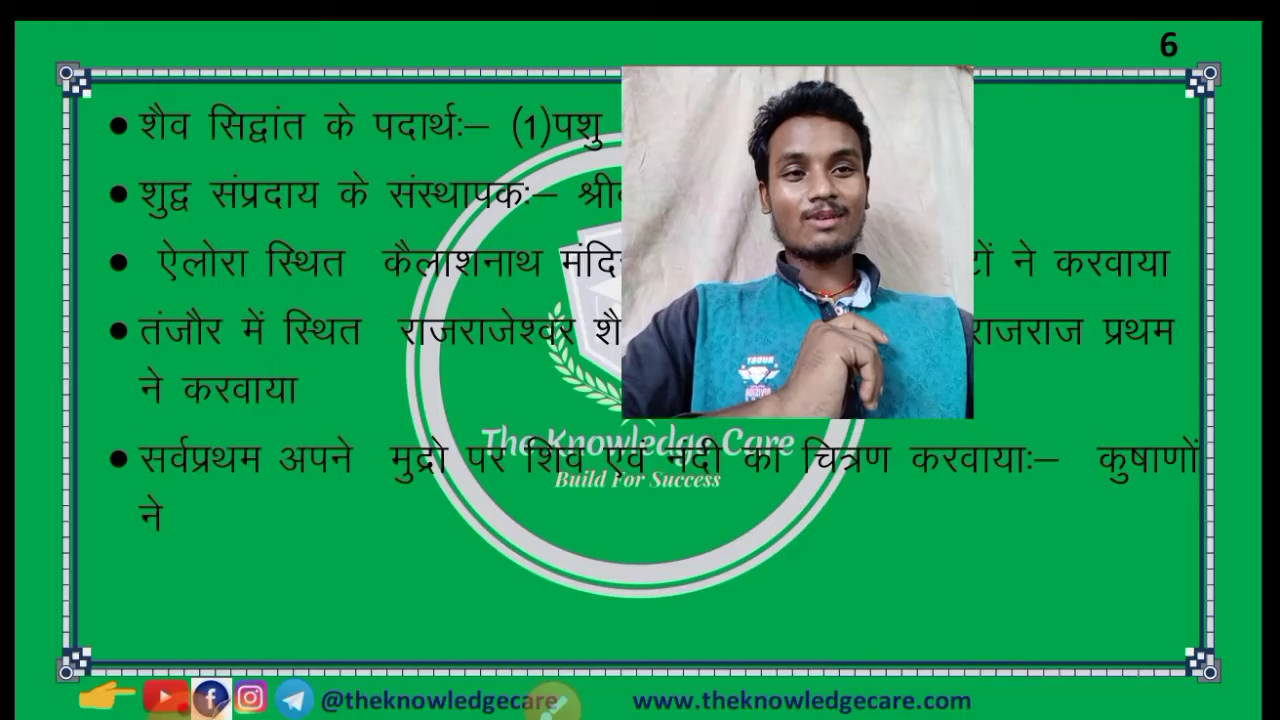 6
शैव सिद्वांत के पदार्थः– (1)पशु
शुद्व संप्रदाय के संस्थापकः–
ऐलोरा स्थित कैलाशनाथ ने करवाया
तंजौर में स्थित राजराजेश्वर राजराज प्रथम
ने करवाया
The Knowledge Care
सर्वप्रथम अपने मुद्रो पर शिव एवं नंदी का चित्रण करवायाः– कुषाणों
Build For Success
ने
@theknowledgecare www.theknowledgecare.com